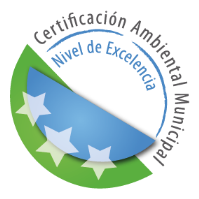 Certificación Ambiental Municipal
Nivel de Excelencia